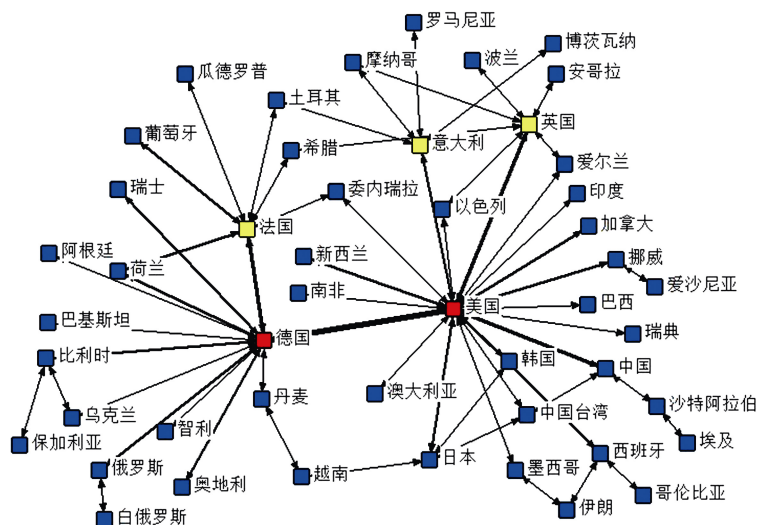 罗马尼亚
博茨瓦纳
摩纳哥
波兰
瓜德罗普
安哥拉
土耳其
英国
葡萄牙
希腊
意大利
爱尔兰
瑞士
委内瑞拉
印度
以色列
法国
加拿大
阿根廷
新西兰
挪威
荷兰
爱沙尼亚
南非
美国
巴西
巴基斯坦
德国
瑞典
比利时
韩国
中国
丹麦
澳大利亚
乌克兰
中国台湾
沙特阿拉伯
智利
保加利亚
埃及
日本
西班牙
俄罗斯
越南
墨西哥
奥地利
哥伦比亚
伊朗
白俄罗斯